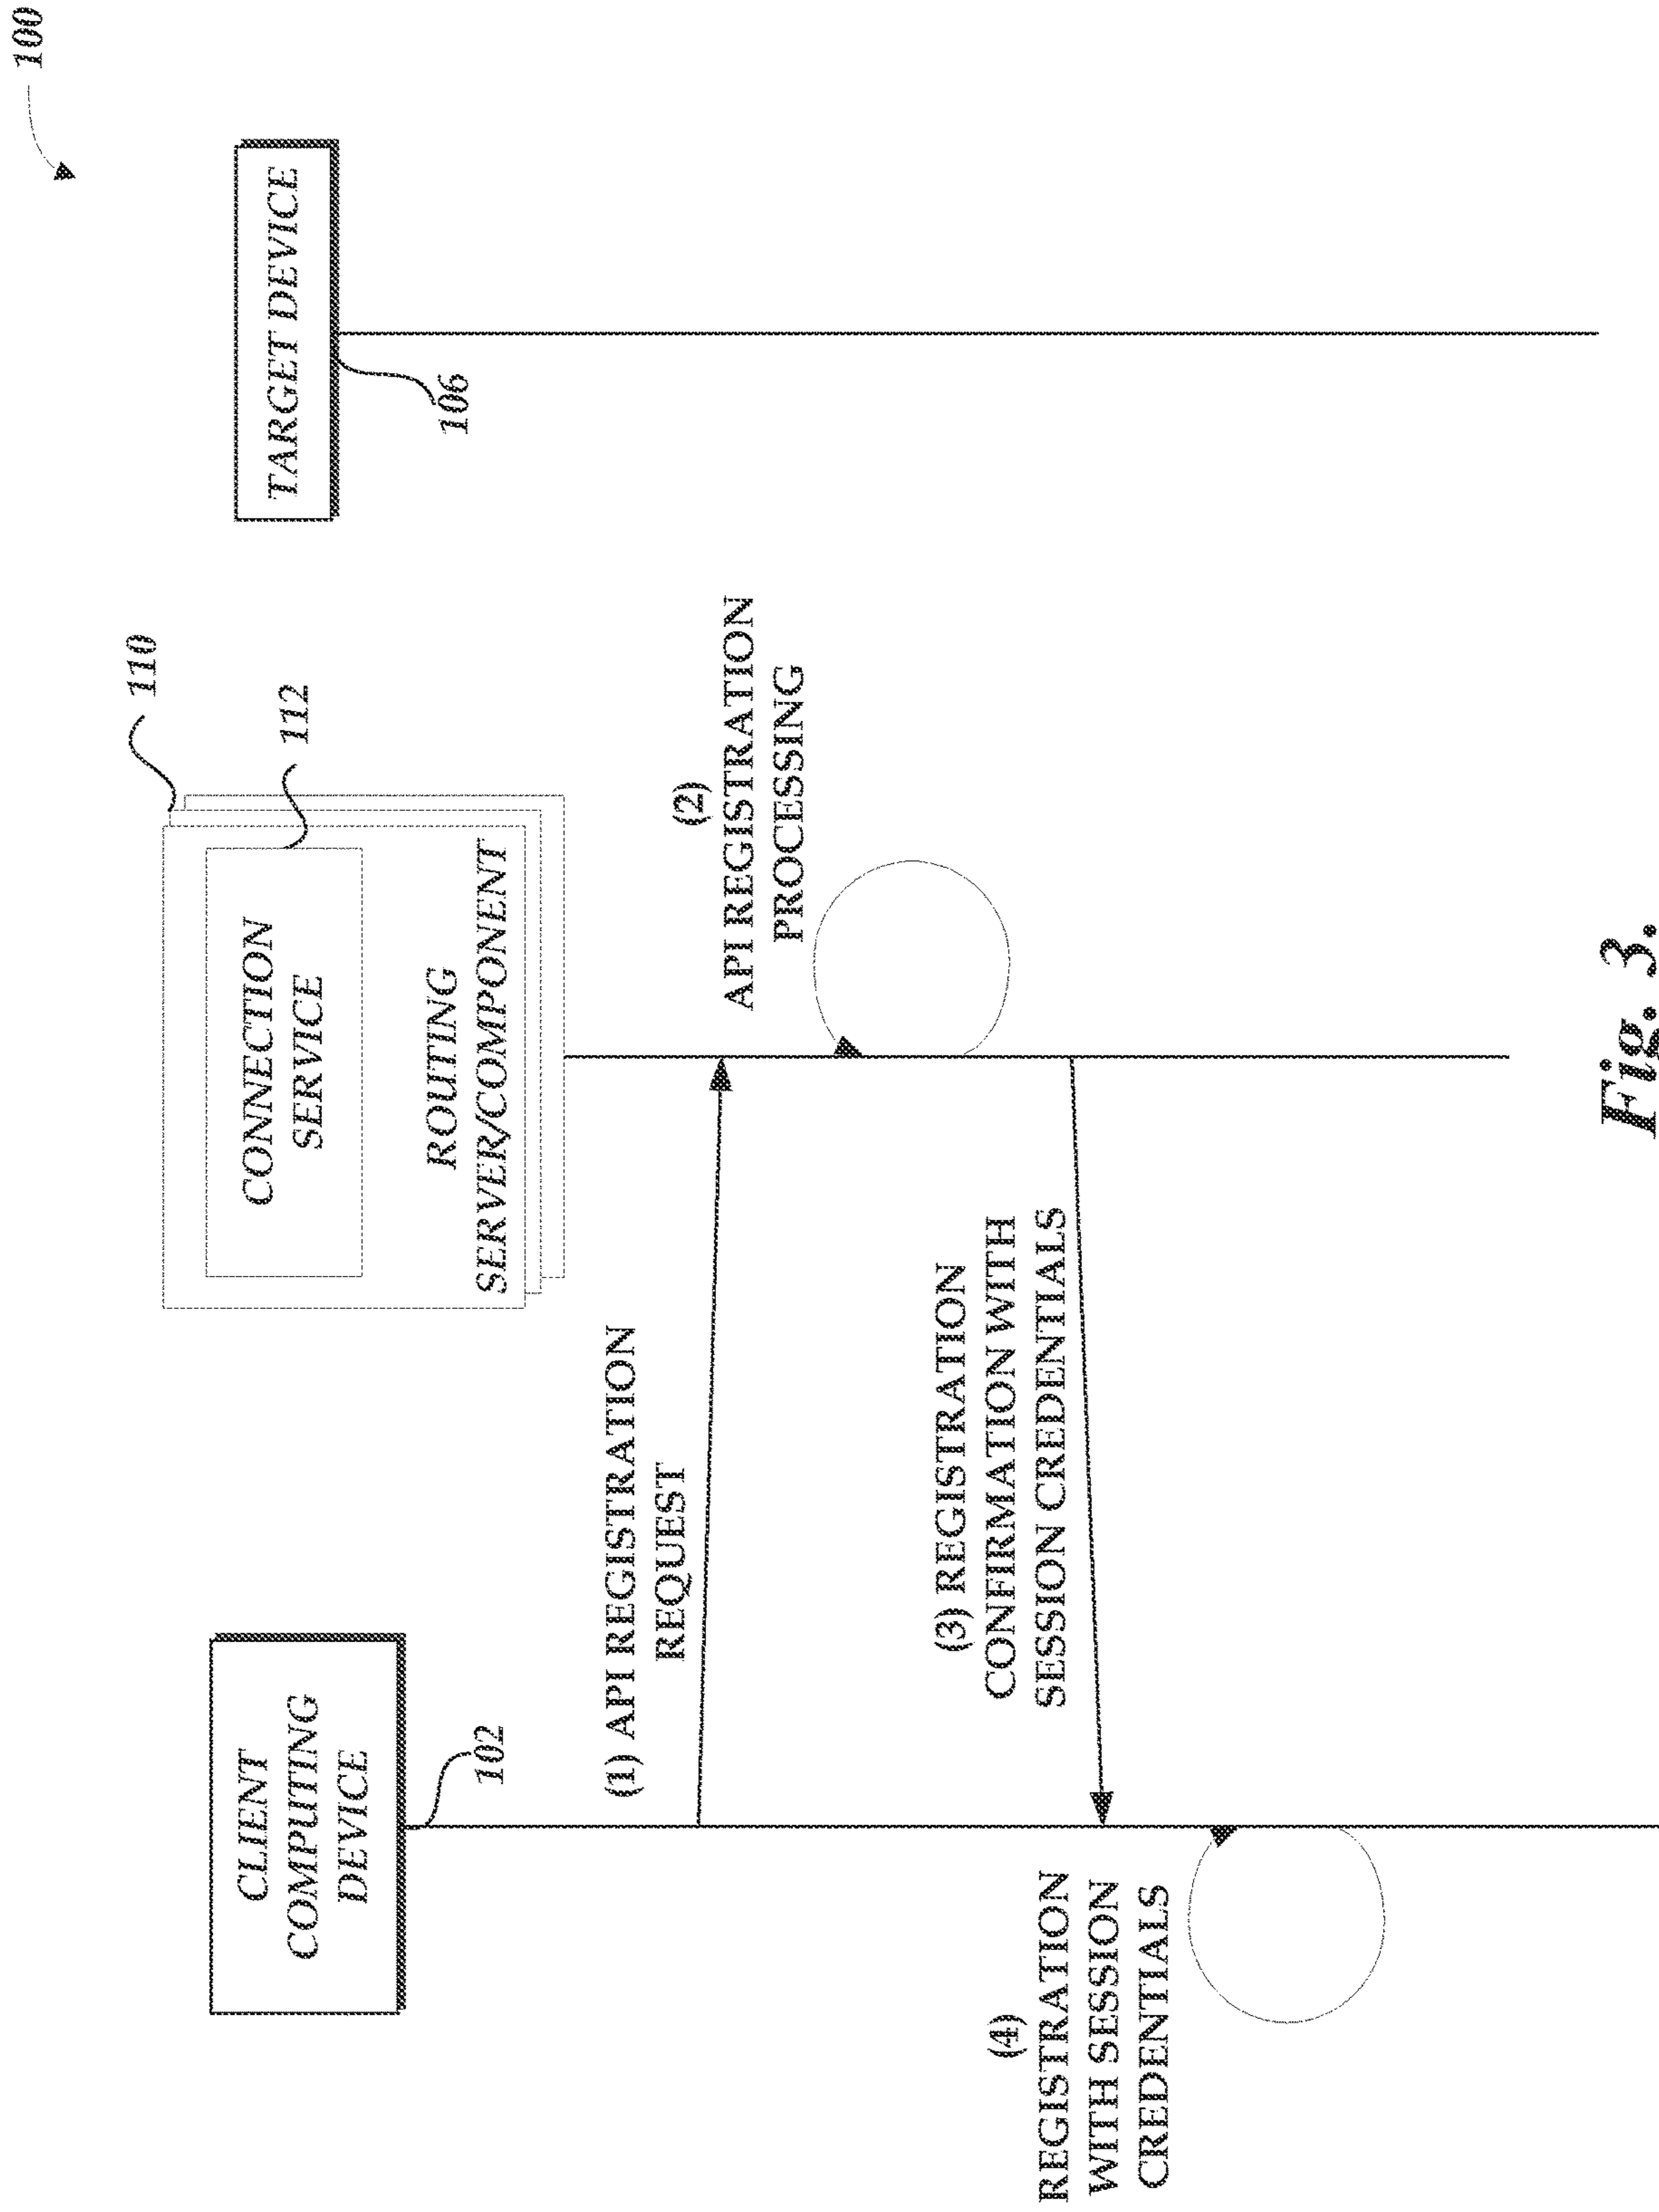 100
CLIENT
COMPUTING
DEVICE
102
CONNECTION
SERVICE
ROUTING
SERVER/COMPONENT
110
112
TARGET DEVICE
106
(1) API REGISTRATION
REQUEST
(2)
API REGISTRATION
PROCESSING
(3) REGISTRATION
CONFIRMATION WITH
SESSION CREDENTIALS
(4)
REGISTRATION
WITH SESSION
CREDENTIALS
Fig. 3.